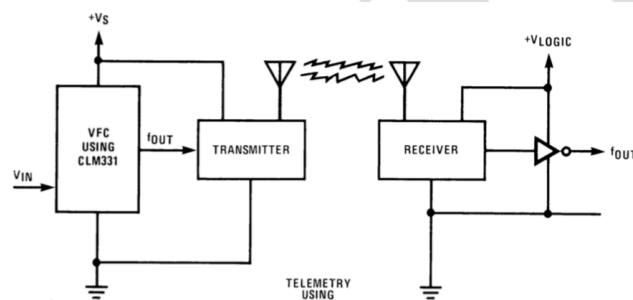 +VS
+VLOGIC
VFC
USING
CLM331
fOUT
TRANSMITTER
RECEIVER
fOUT
VIN
TELEMETRY
USING